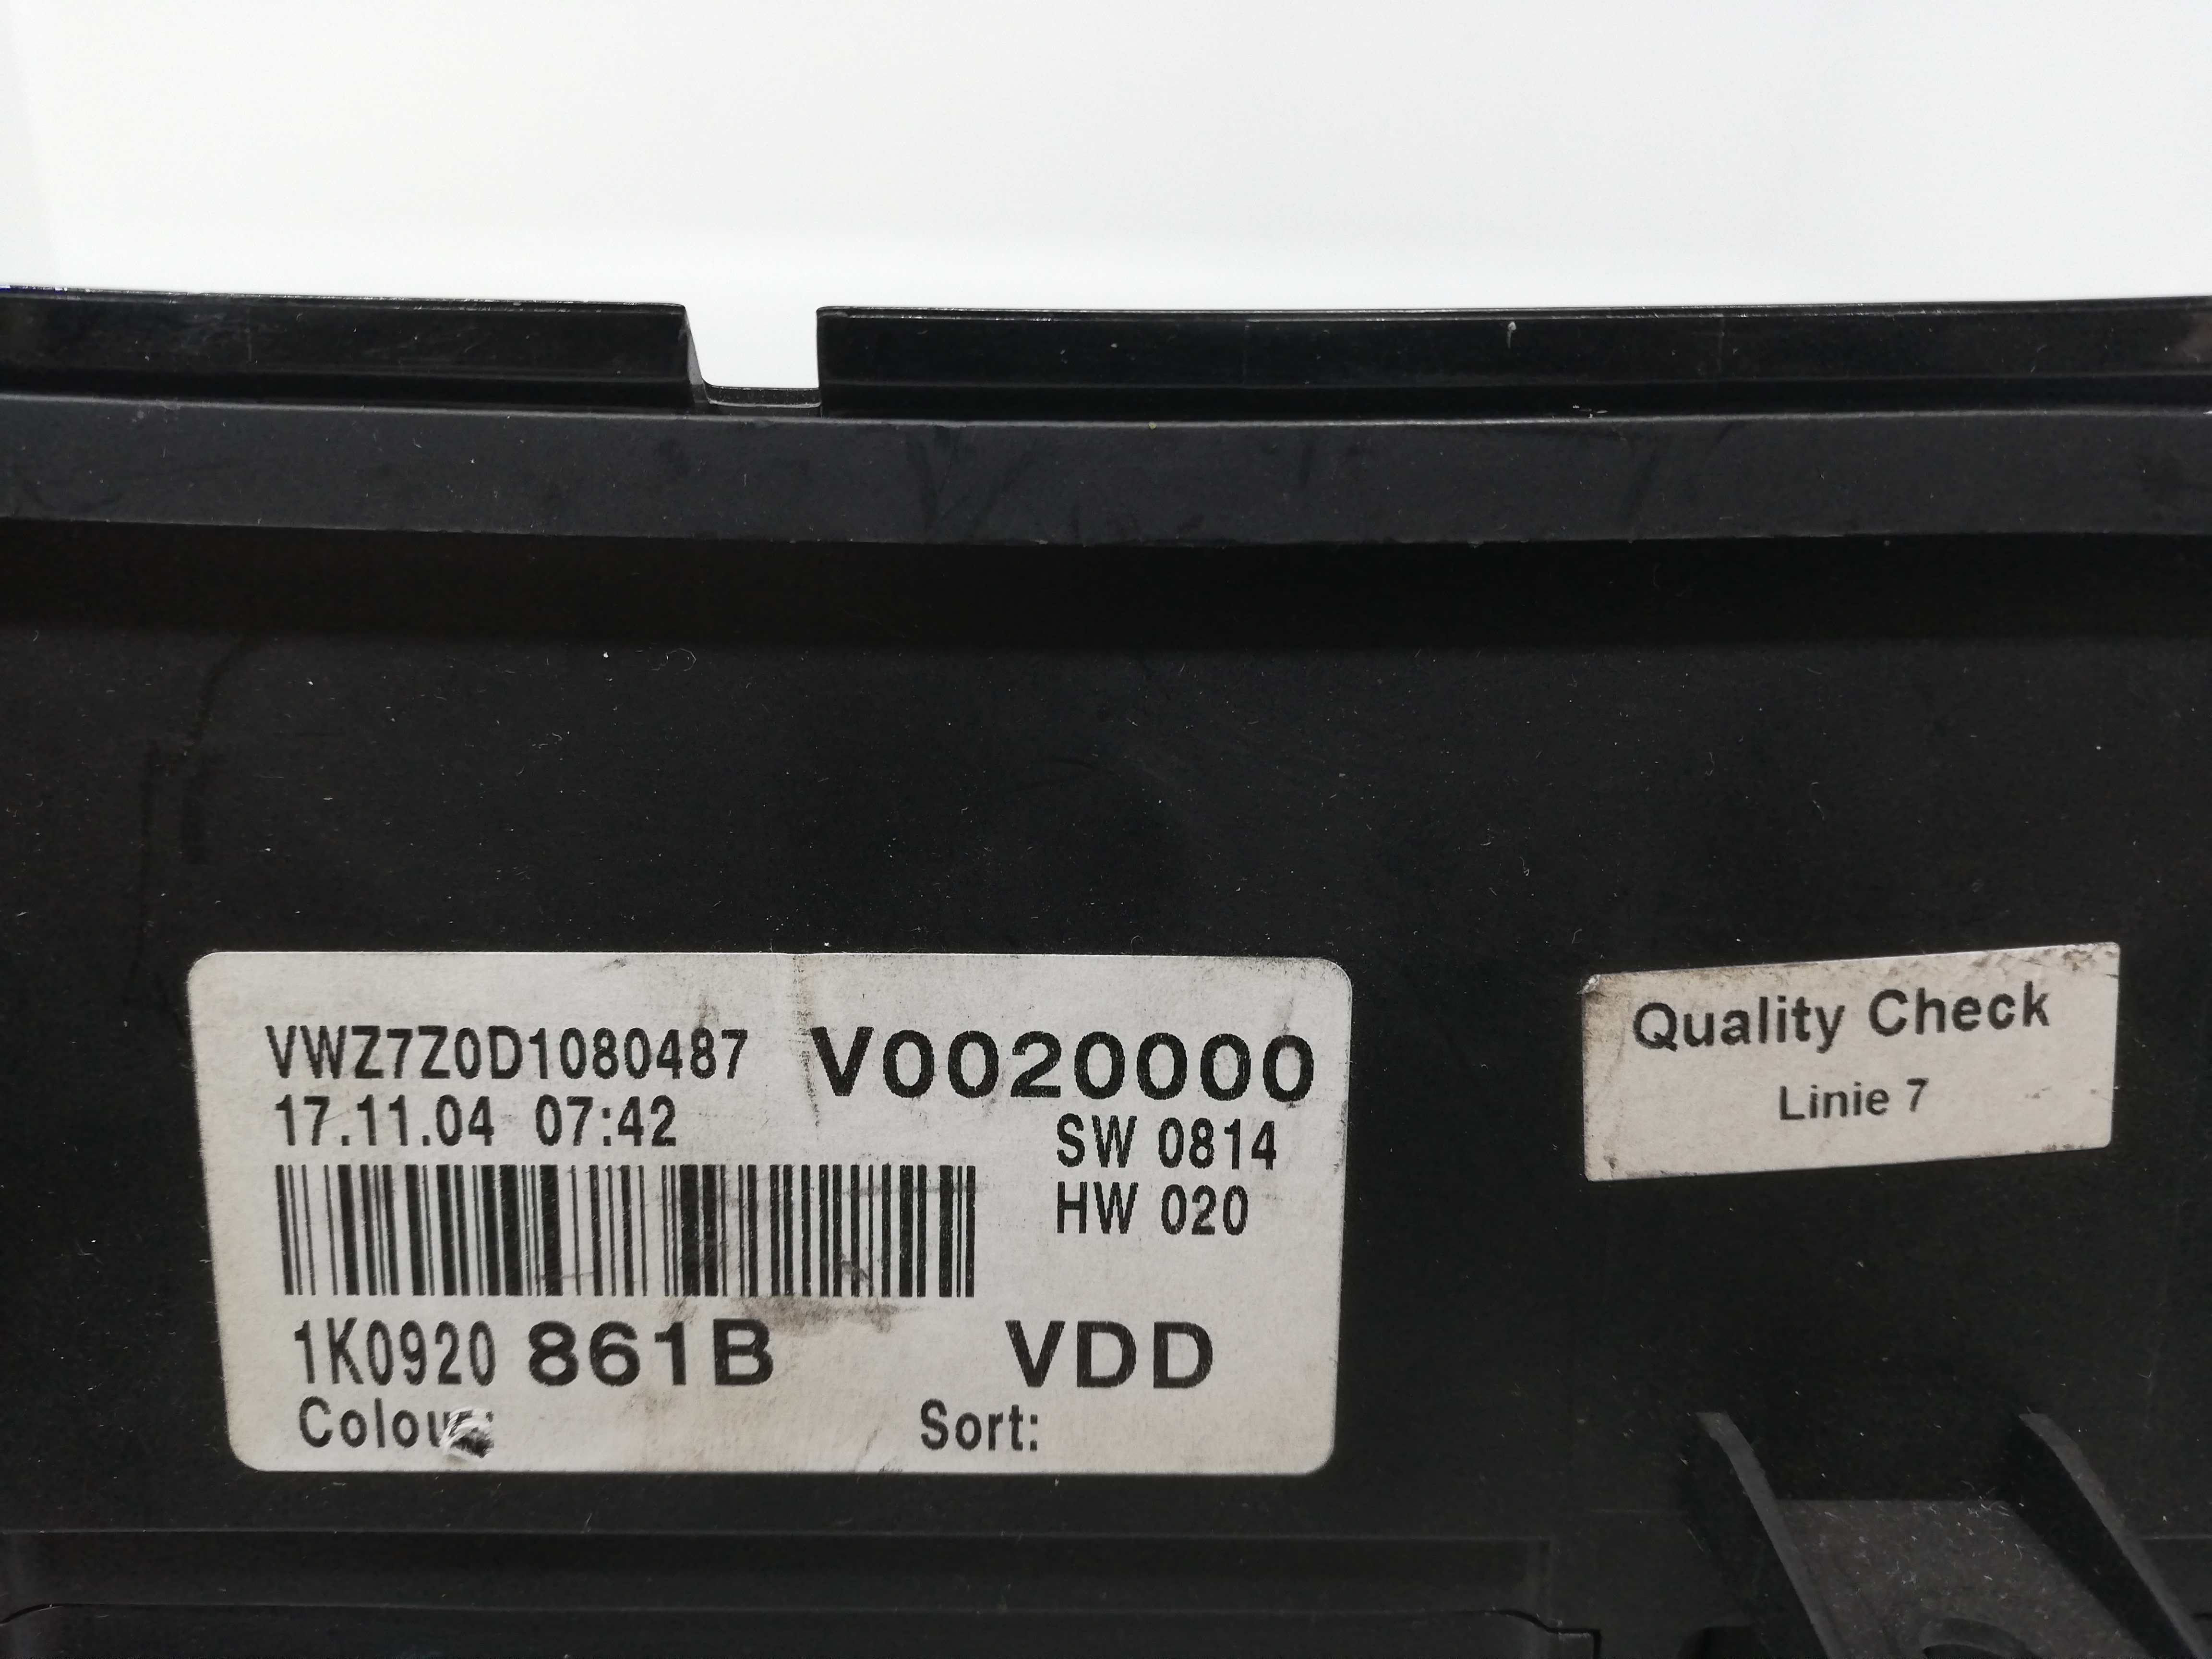 VWZ7Z0D1080487 V0020000
17.11.04 07:42
SW 0814
HW 020
1K0920 861B VDD
Colour: Sort:
Quality Check
Linie 7